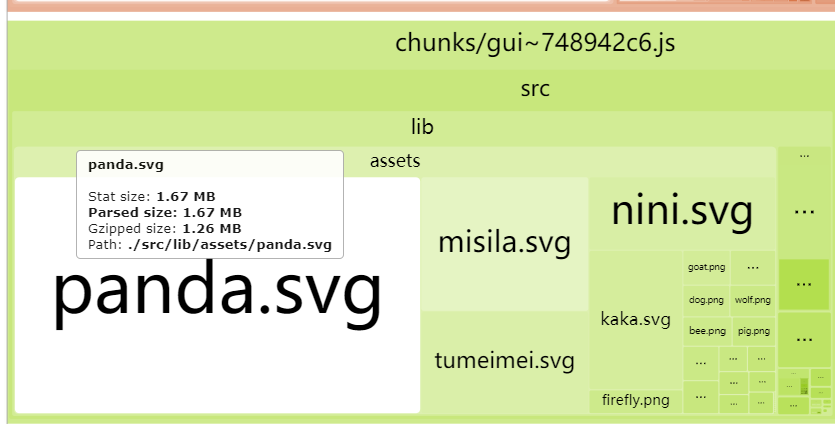 chunks/gui~748942c6.js
src
lib
assets
panda.svg
Stat size: 1.67 MB
Parsed size: 1.67 MB
Gzipped size: 1.26 MB
Path: ./src/lib/assets/panda.svg
panda.svg
misila.svg
tumeimei.svg
nini.svg
kaka.svg
firefly.png
goat.png
...
dog.png
wolf.png
bee.png
pig.png
...
...
...
...
...
...
...
...
...
...
...
...
...